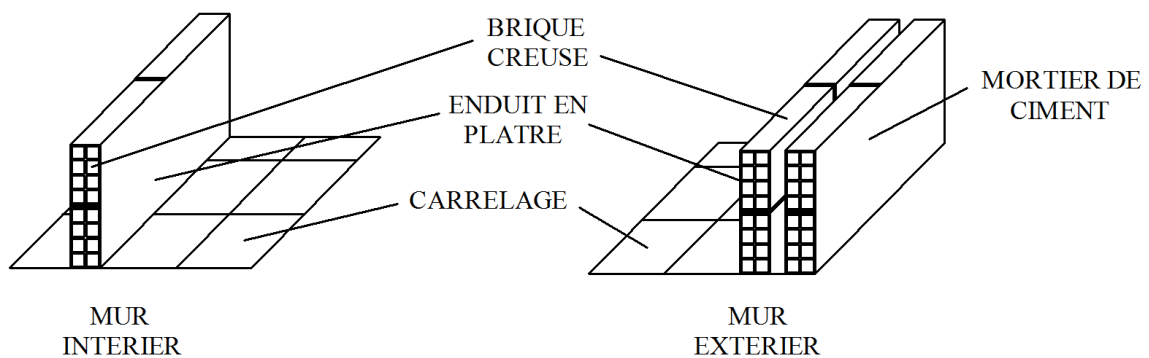 BRIQUE
CREUSE
MORTIER DE
CIMENT
ENDUIT EN
PLATRE
CARRELAGE
MUR
INTERIER
MUR
EXTERIER